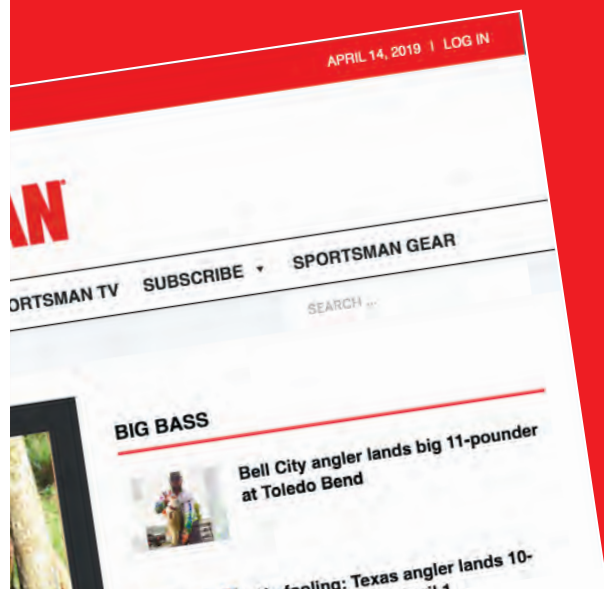 APRIL 14, 2019 | LOG IN
AN
ORTSMAN TV SUBSCRIBE ▾ SPORTSMAN GEAR
SEARCH ...
BIG BASS
Bell City angler lands big 11-pounder
at Toledo Bend
fooling: Texas angler lands 10-